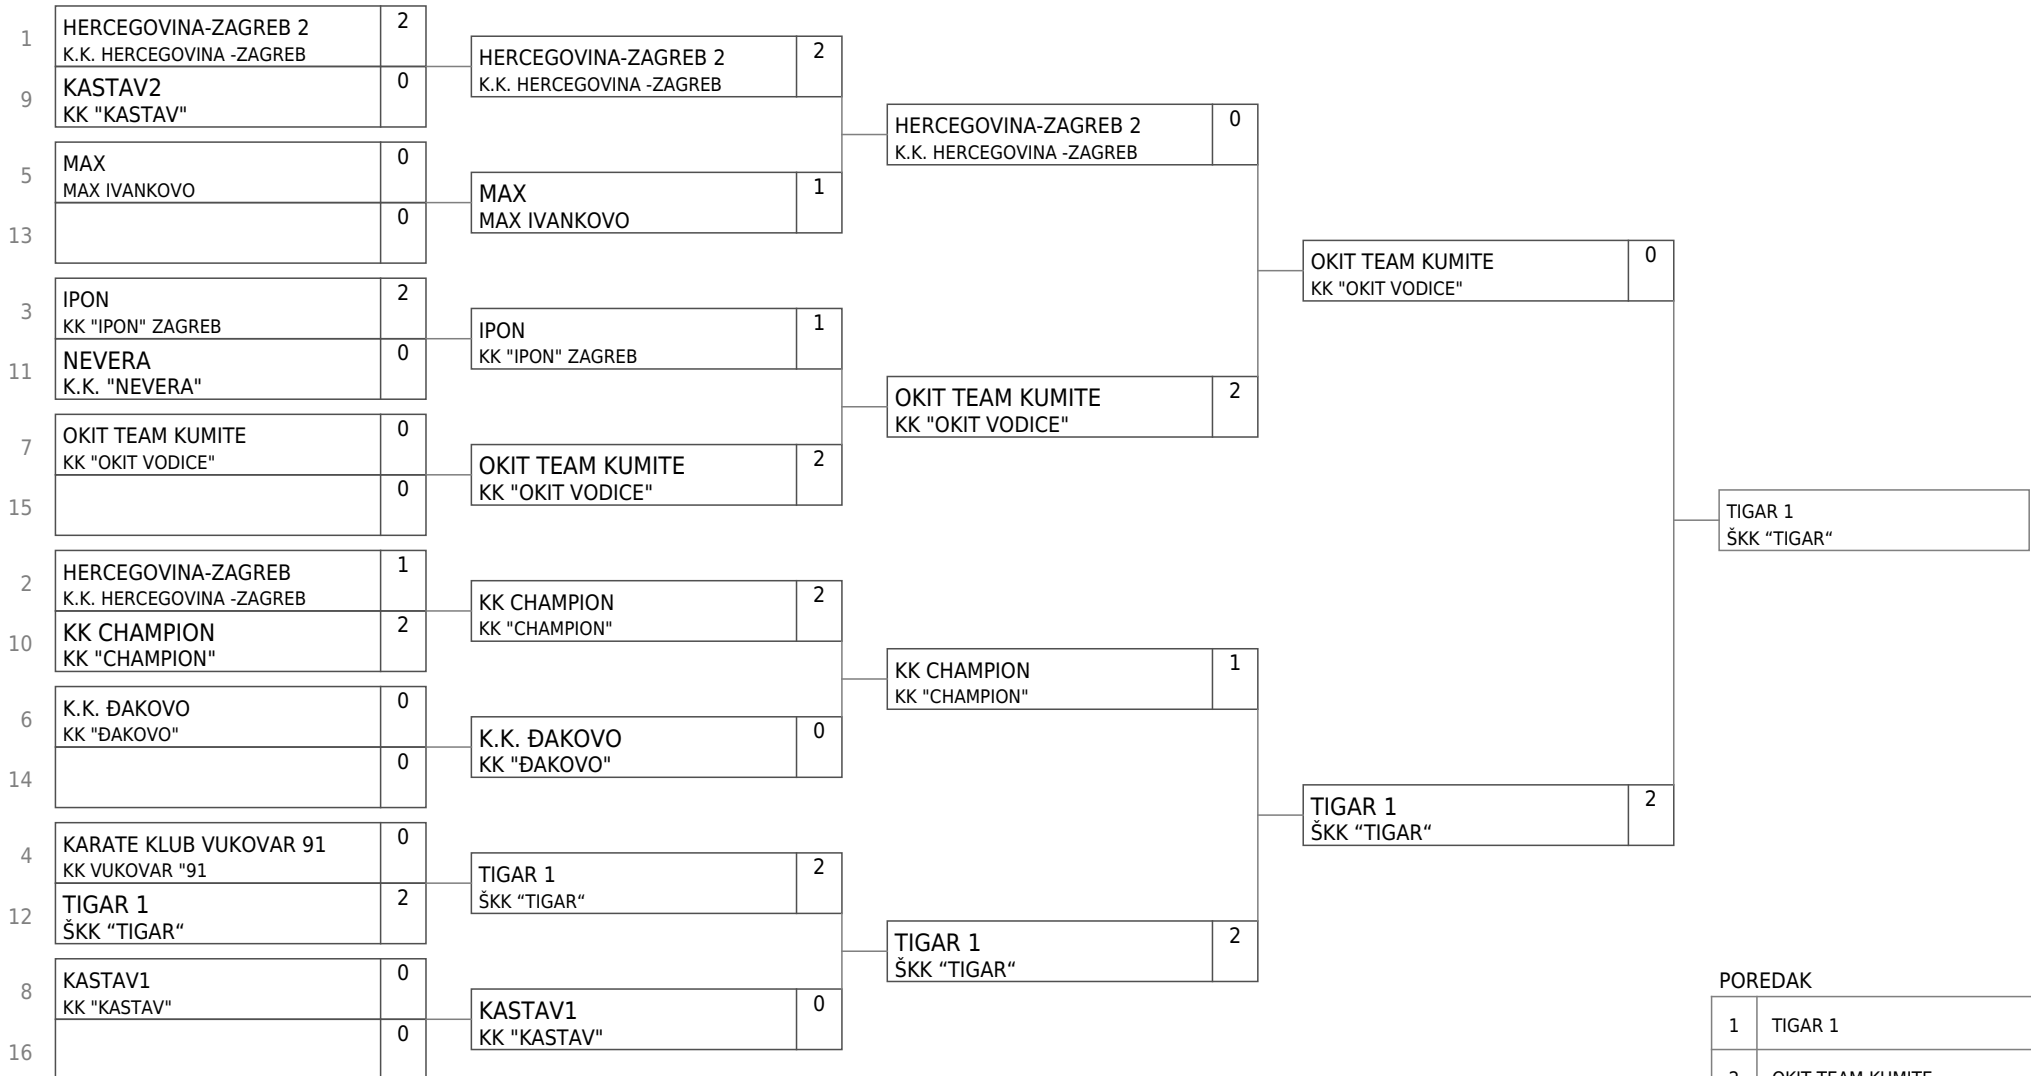 1
HERCEGOVINA-ZAGREB 2
K.K. HERCEGOVINA -ZAGREB
2
9
KASTAV2
KK "KASTAV"
0
5
MAX
MAX IVANKOVO
0
13
0
3
IPON
KK "IPON" ZAGREB
2
11
NEVERA
K.K. "NEVERA"
0
7
OKIT TEAM KUMITE
KK "OKIT VODICE"
0
15
0
2
HERCEGOVINA-ZAGREB
K.K. HERCEGOVINA -ZAGREB
1
10
KK CHAMPION
KK "CHAMPION"
2
6
K.K. ĐAKOVO
KK "ĐAKOVO"
0
14
0
4
KARATE KLUB VUKOVAR 91
KK VUKOVAR "91
0
12
TIGAR 1
ŠKK “TIGAR“
2
8
KASTAV1
KK "KASTAV"
0
16
0
HERCEGOVINA-ZAGREB 2
K.K. HERCEGOVINA -ZAGREB
2
MAX
MAX IVANKOVO
1
IPON
KK "IPON" ZAGREB
1
OKIT TEAM KUMITE
KK "OKIT VODICE"
2
KK CHAMPION
KK "CHAMPION"
2
K.K. ĐAKOVO
KK "ĐAKOVO"
0
TIGAR 1
ŠKK “TIGAR“
2
KASTAV1
KK "KASTAV"
0
HERCEGOVINA-ZAGREB 2
K.K. HERCEGOVINA -ZAGREB
0
OKIT TEAM KUMITE
KK "OKIT VODICE"
2
KK CHAMPION
KK "CHAMPION"
1
TIGAR 1
ŠKK “TIGAR“
2
OKIT TEAM KUMITE
KK "OKIT VODICE"
0
TIGAR 1
ŠKK “TIGAR“
2
TIGAR 1
ŠKK “TIGAR“
POREDAK
1 TIGAR 1
2 OKIT TEAM KUMITE